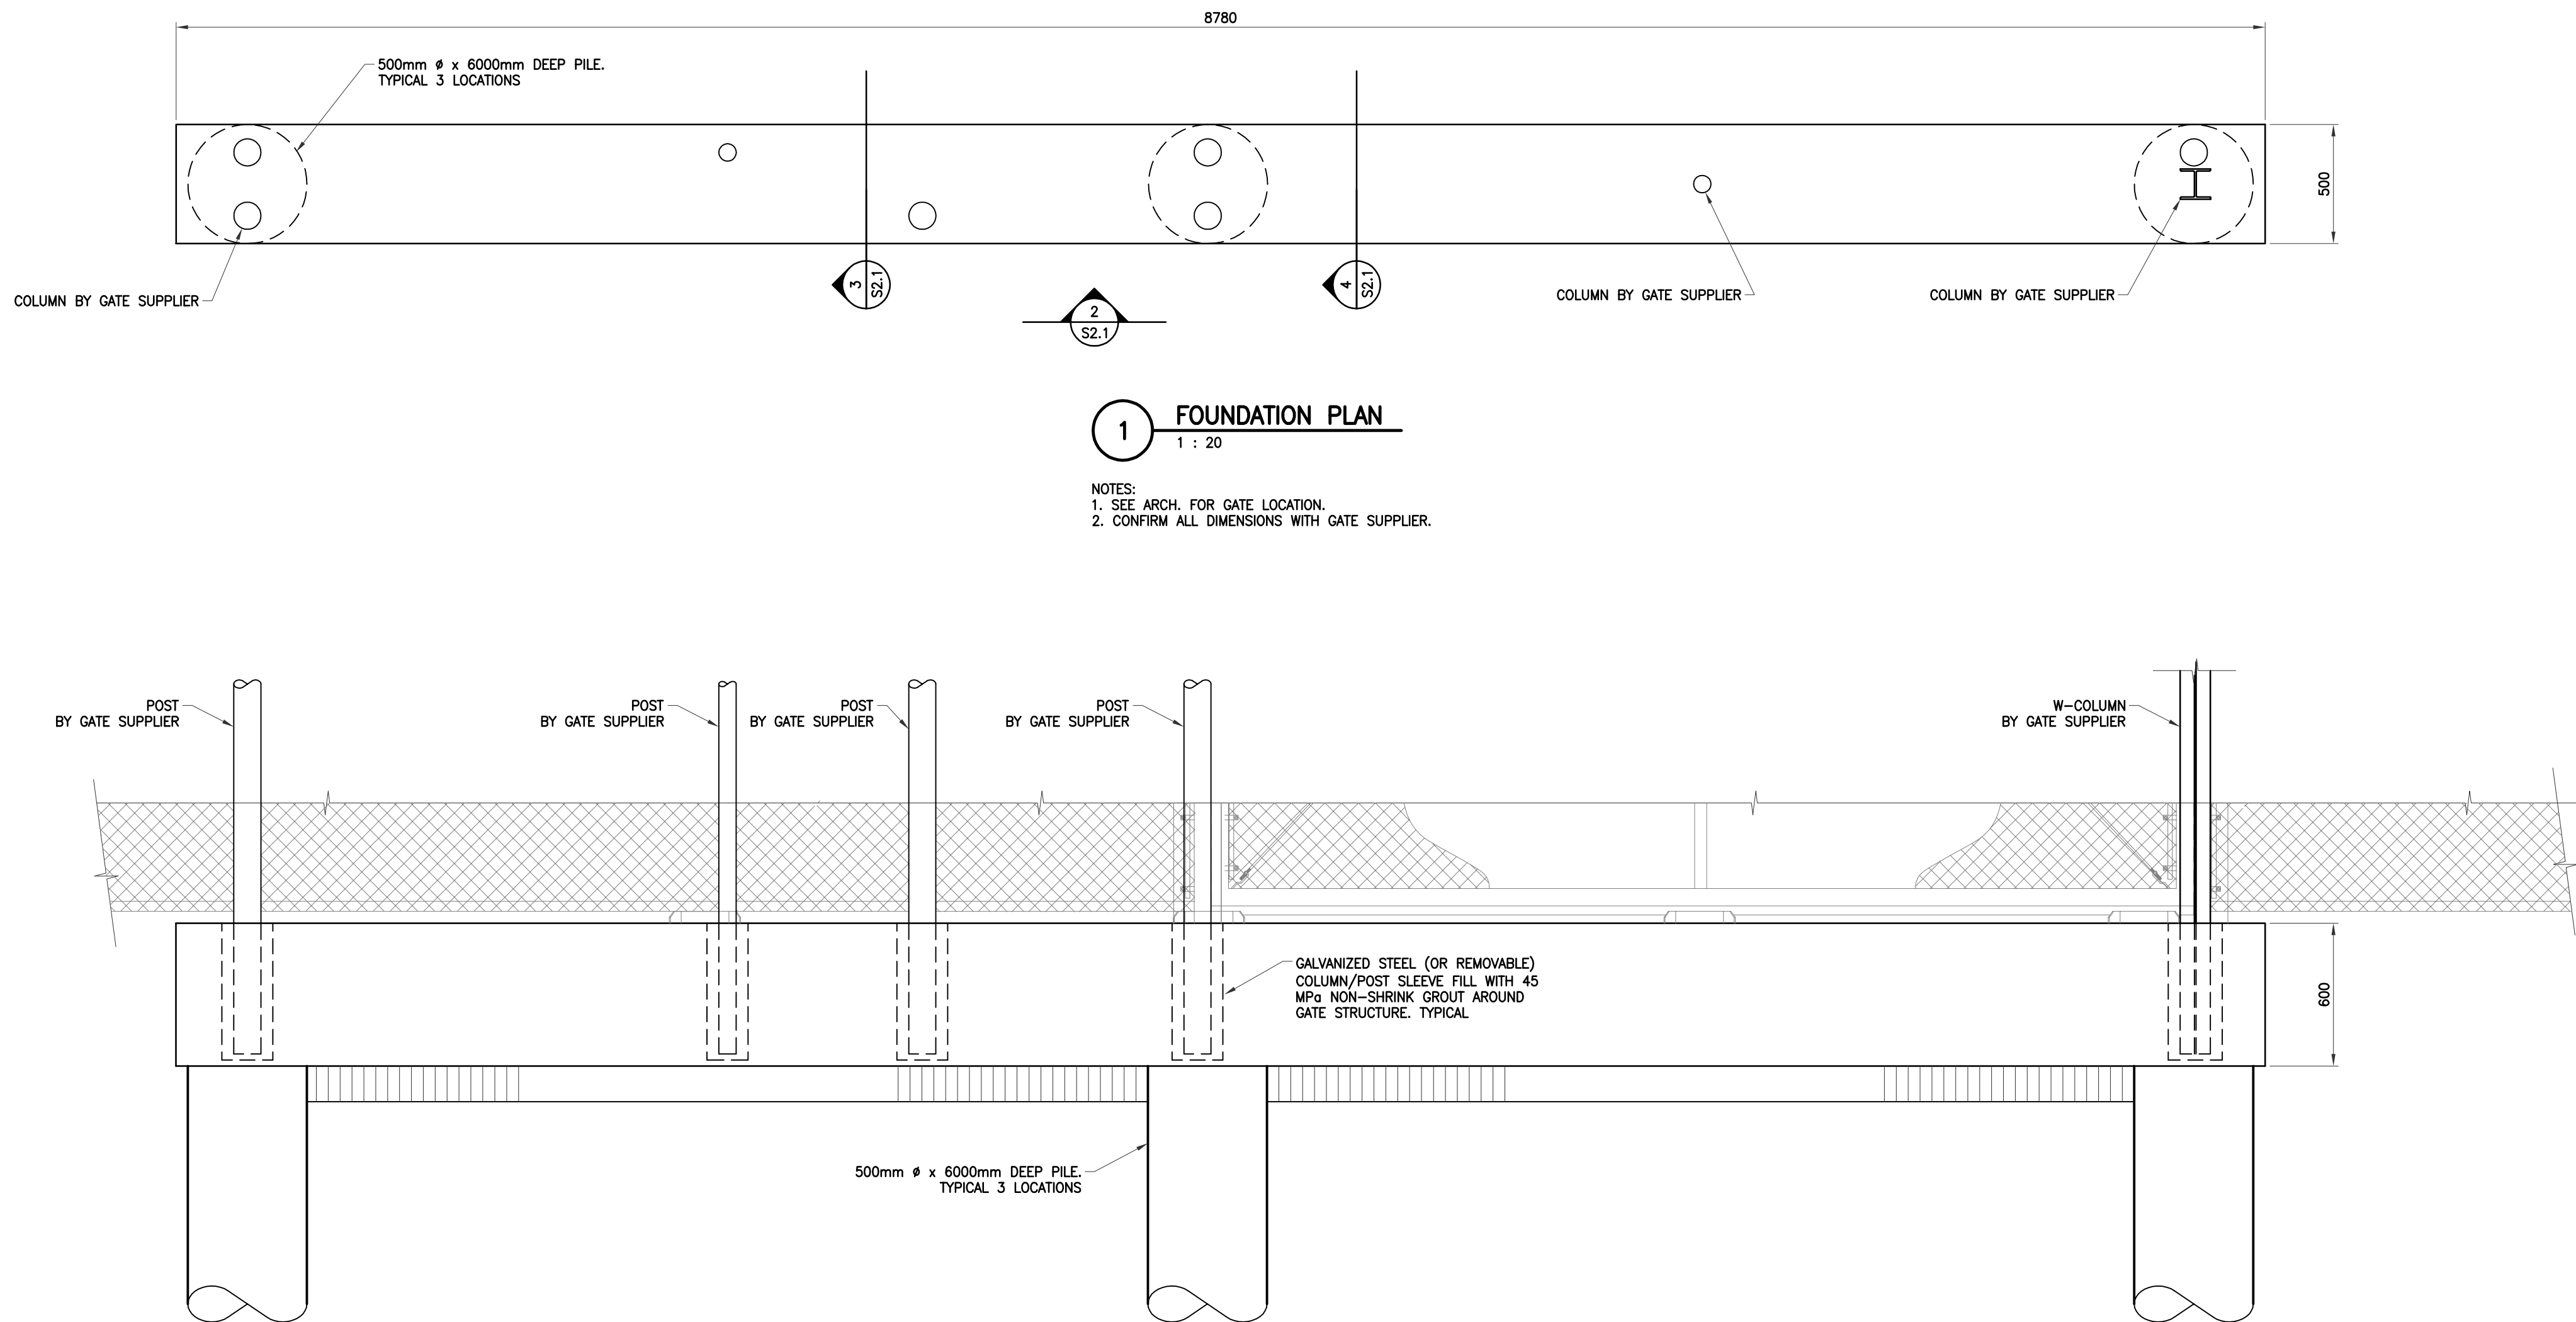 8780
500mm ø x 6000mm DEEP PILE.
TYPICAL 3 LOCATIONS
500
3
S2.1
4
S2.1
COLUMN BY GATE SUPPLIER
COLUMN BY GATE SUPPLIER
COLUMN BY GATE SUPPLIER
2
S2.1
1
FOUNDATION PLAN
1 : 20
NOTES:
1. SEE ARCH. FOR GATE LOCATION.
2. CONFIRM ALL DIMENSIONS WITH GATE SUPPLIER.
POST
BY GATE SUPPLIER
POST
BY GATE SUPPLIER
POST
BY GATE SUPPLIER
POST
BY GATE SUPPLIER
W-COLUMN
BY GATE SUPPLIER
GALVANIZED STEEL (OR REMOVABLE)
COLUMN/POST SLEEVE FILL WITH 45
MPa NON-SHRINK GROUT AROUND
GATE STRUCTURE. TYPICAL
600
500mm ø x 6000mm DEEP PILE.
TYPICAL 3 LOCATIONS